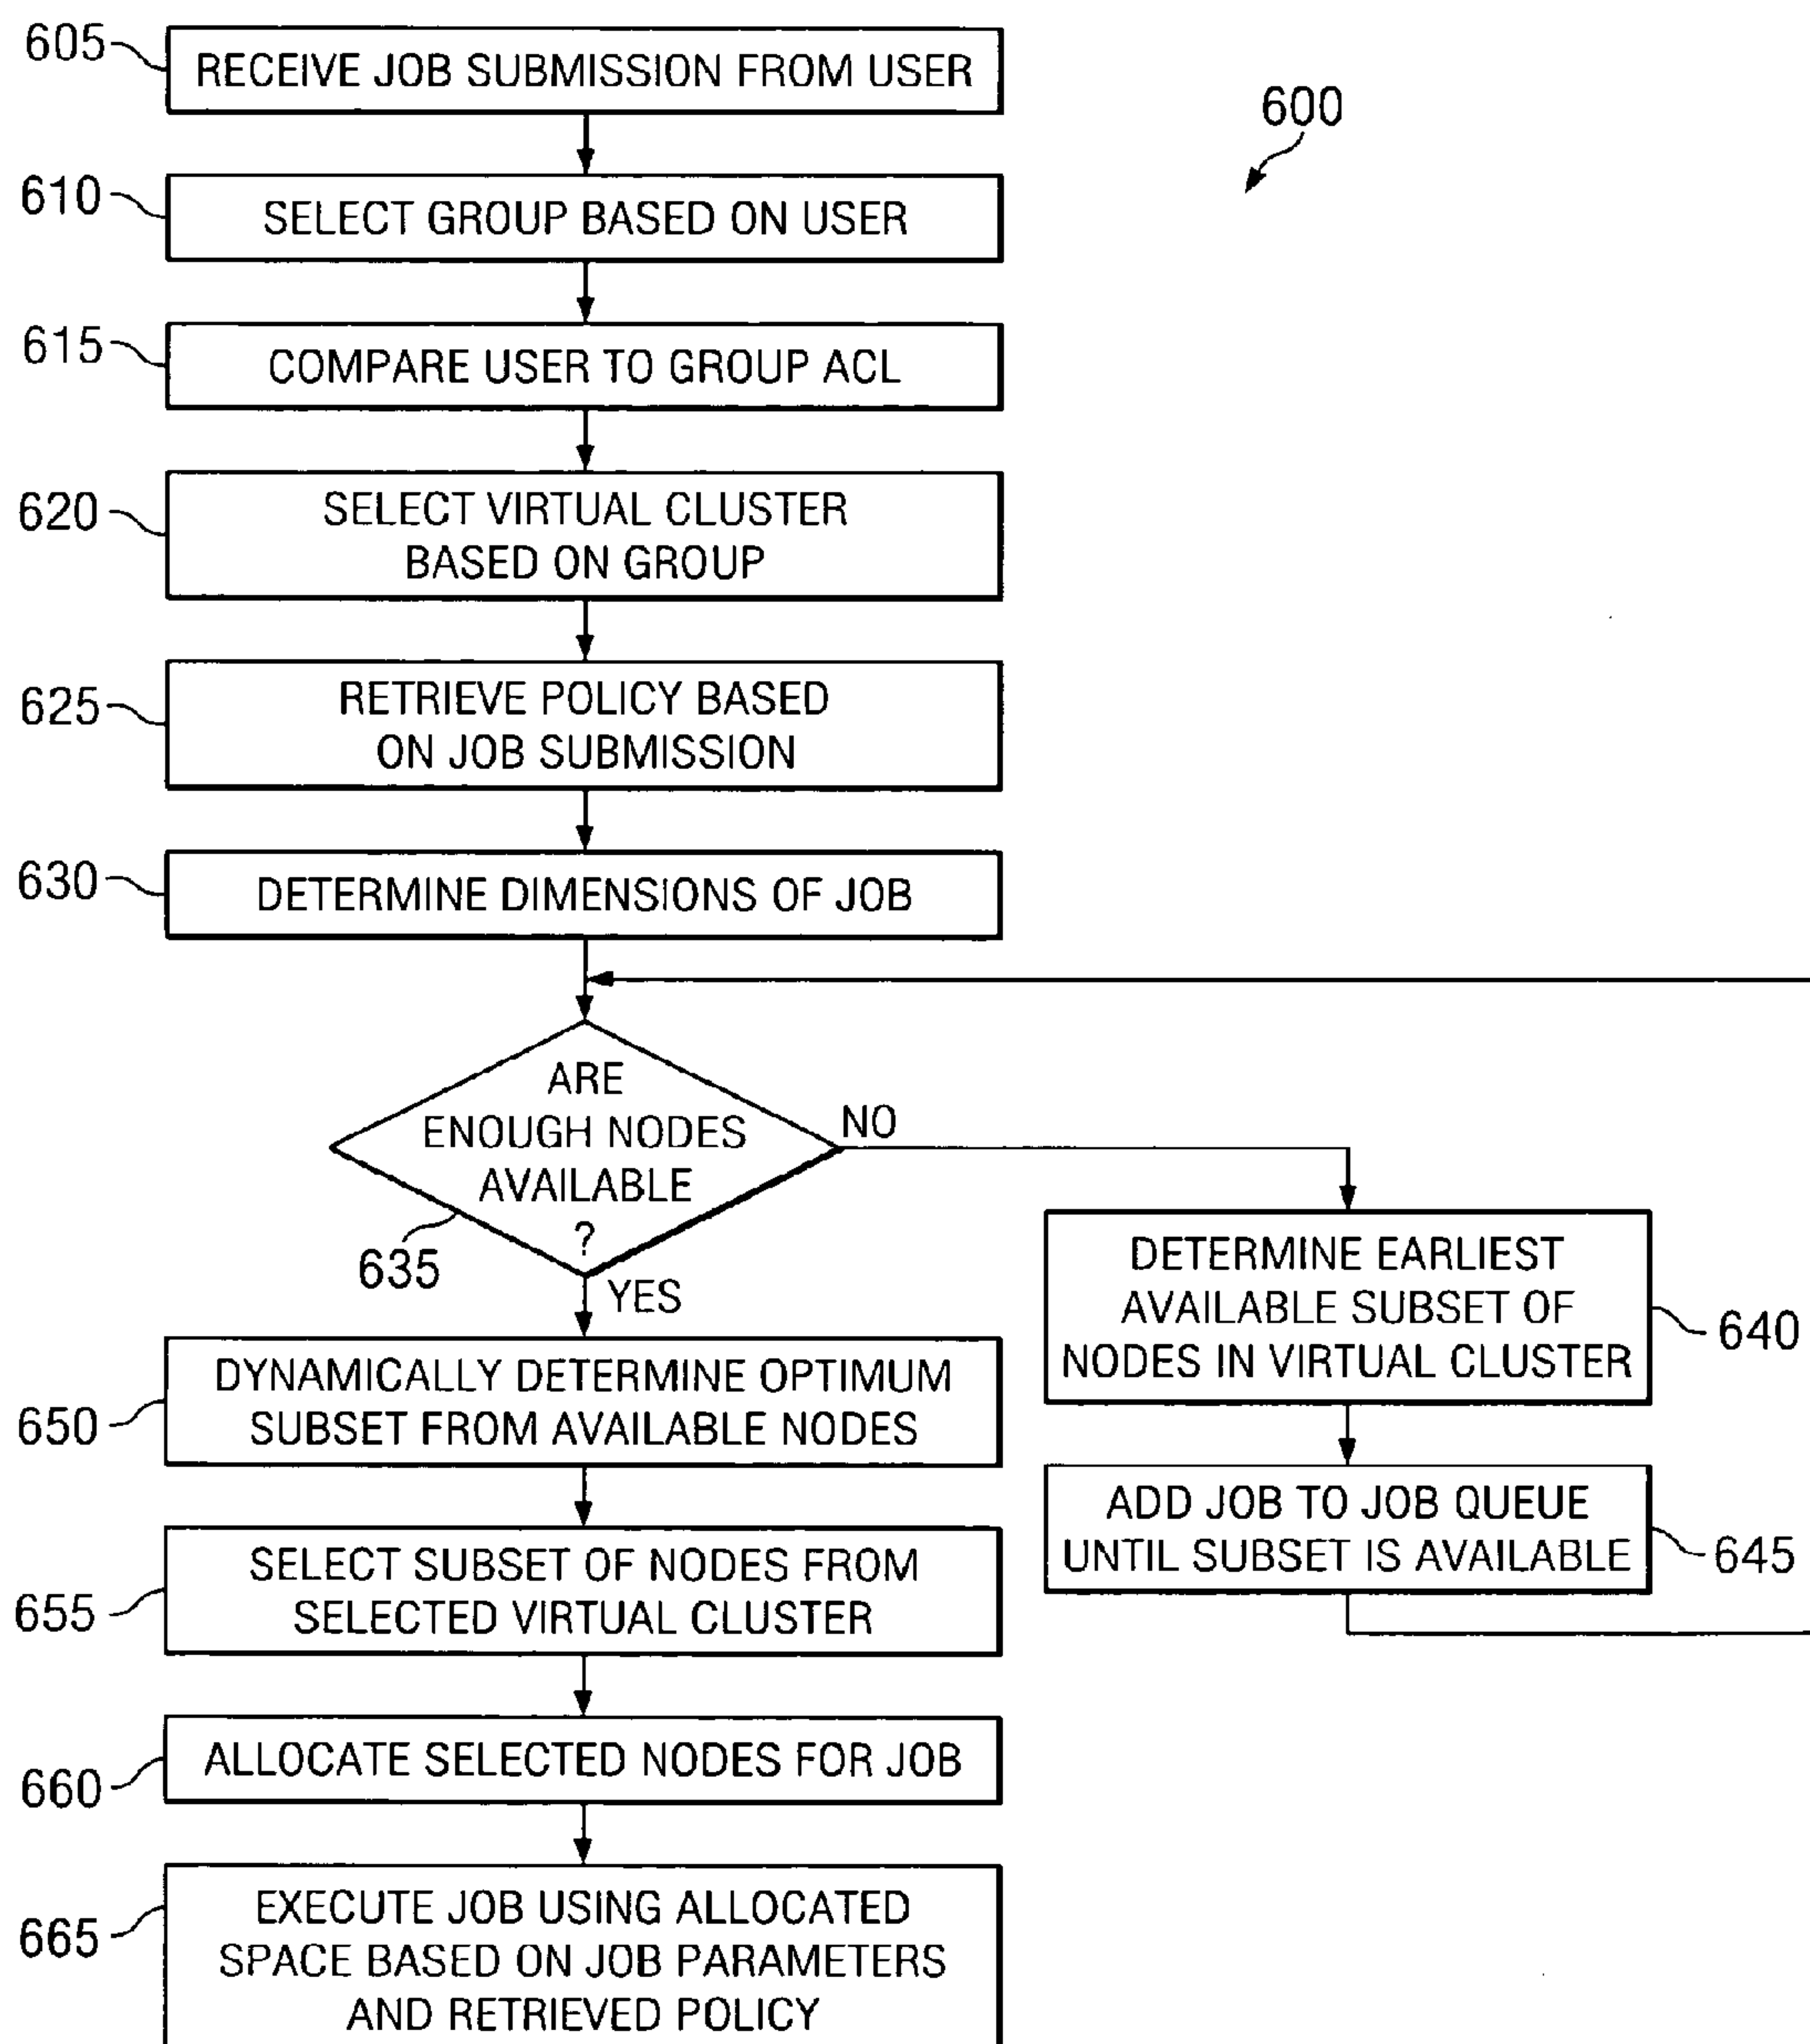 605
RECEIVE JOB SUBMISSION FROM USER
600
610
SELECT GROUP BASED ON USER
615
COMPARE USER TO GROUP ACL
620
SELECT VIRTUAL CLUSTER
BASED ON GROUP
625
RETRIEVE POLICY BASED
ON JOB SUBMISSION
630
DETERMINE DIMENSIONS OF JOB
ARE
ENOUGH NODES
AVAILABLE
?
635
NO
YES
DETERMINE EARLIEST
AVAILABLE SUBSET OF
NODES IN VIRTUAL CLUSTER
640
ADD JOB TO JOB QUEUE
UNTIL SUBSET IS AVAILABLE
645
650
DYNAMICALLY DETERMINE OPTIMUM
SUBSET FROM AVAILABLE NODES
655
SELECT SUBSET OF NODES FROM
SELECTED VIRTUAL CLUSTER
660
ALLOCATE SELECTED NODES FOR JOB
665
EXECUTE JOB USING ALLOCATED
SPACE BASED ON JOB PARAMETERS
AND RETRIEVED POLICY